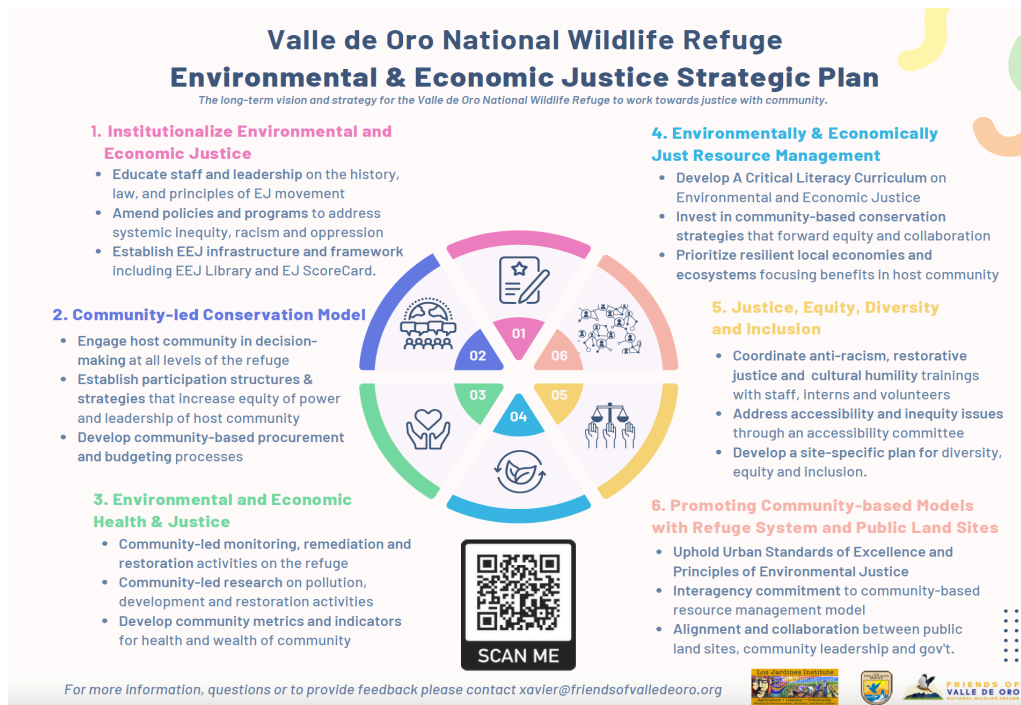 Valle de Oro National Wildlife Refuge
Environmental & Economic Justice Strategic Plan
The long-term vision and strategy for the Valle de Oro National Wildlife Refuge to work towards justice with community.
1. Institutionalize Environmental and
Economic Justice
• Educate staff and leadership on the history,
law, and principles of EJ movement
• Amend policies and programs to address
systemic inequity, racism and oppression
• Establish EEJ infrastructure and framework
including EEJ Library and EJ ScoreCard.
2. Community-led Conservation Model
• Engage host community in decision-
making at all levels of the refuge
• Establish participation structures &
strategies that increase equity of power
and leadership of host community
• Develop community-based procurement
and budgeting processes
3. Environmental and Economic
Health & Justice
• Community-led monitoring, remediation and
restoration activities on the refuge
• Community-led research on pollution,
development and restoration activities
• Develop community metrics and indicators
for health and wealth of community
01
02
06
03
05
04
SCAN ME
4. Environmentally & Economically
Just Resource Management
• Develop A Critical Literacy Curriculum on
Environmental and Economic Justice
• Invest in community-based conservation
strategies that forward equity and collaboration
• Prioritize resilient local economies and
ecosystems focusing benefits in host community
5. Justice, Equity, Diversity
and Inclusion
• Coordinate anti-racism, restorative
justice and cultural humility trainings
with staff, interns and volunteers
• Address accessibility and inequity issues
through an accessibility committee
• Develop a site-specific plan for diversity,
equity and inclusion.
6. Promoting Community-based Models
with Refuge System and Public Land Sites
• Uphold Urban Standards of Excellence and
Principles of Environmental Justice
• Interagency commitment to community-based
resource management model
• Alignment and collaboration between public
land sites, community leadership and gov't.
For more information, questions or to provide feedback please contact xavier@friendsofvalledeoro.org
Los Jardines Institute
FRIENDS OF
VALLE DE ORO
NATIONAL WILDLIFE REFUGE